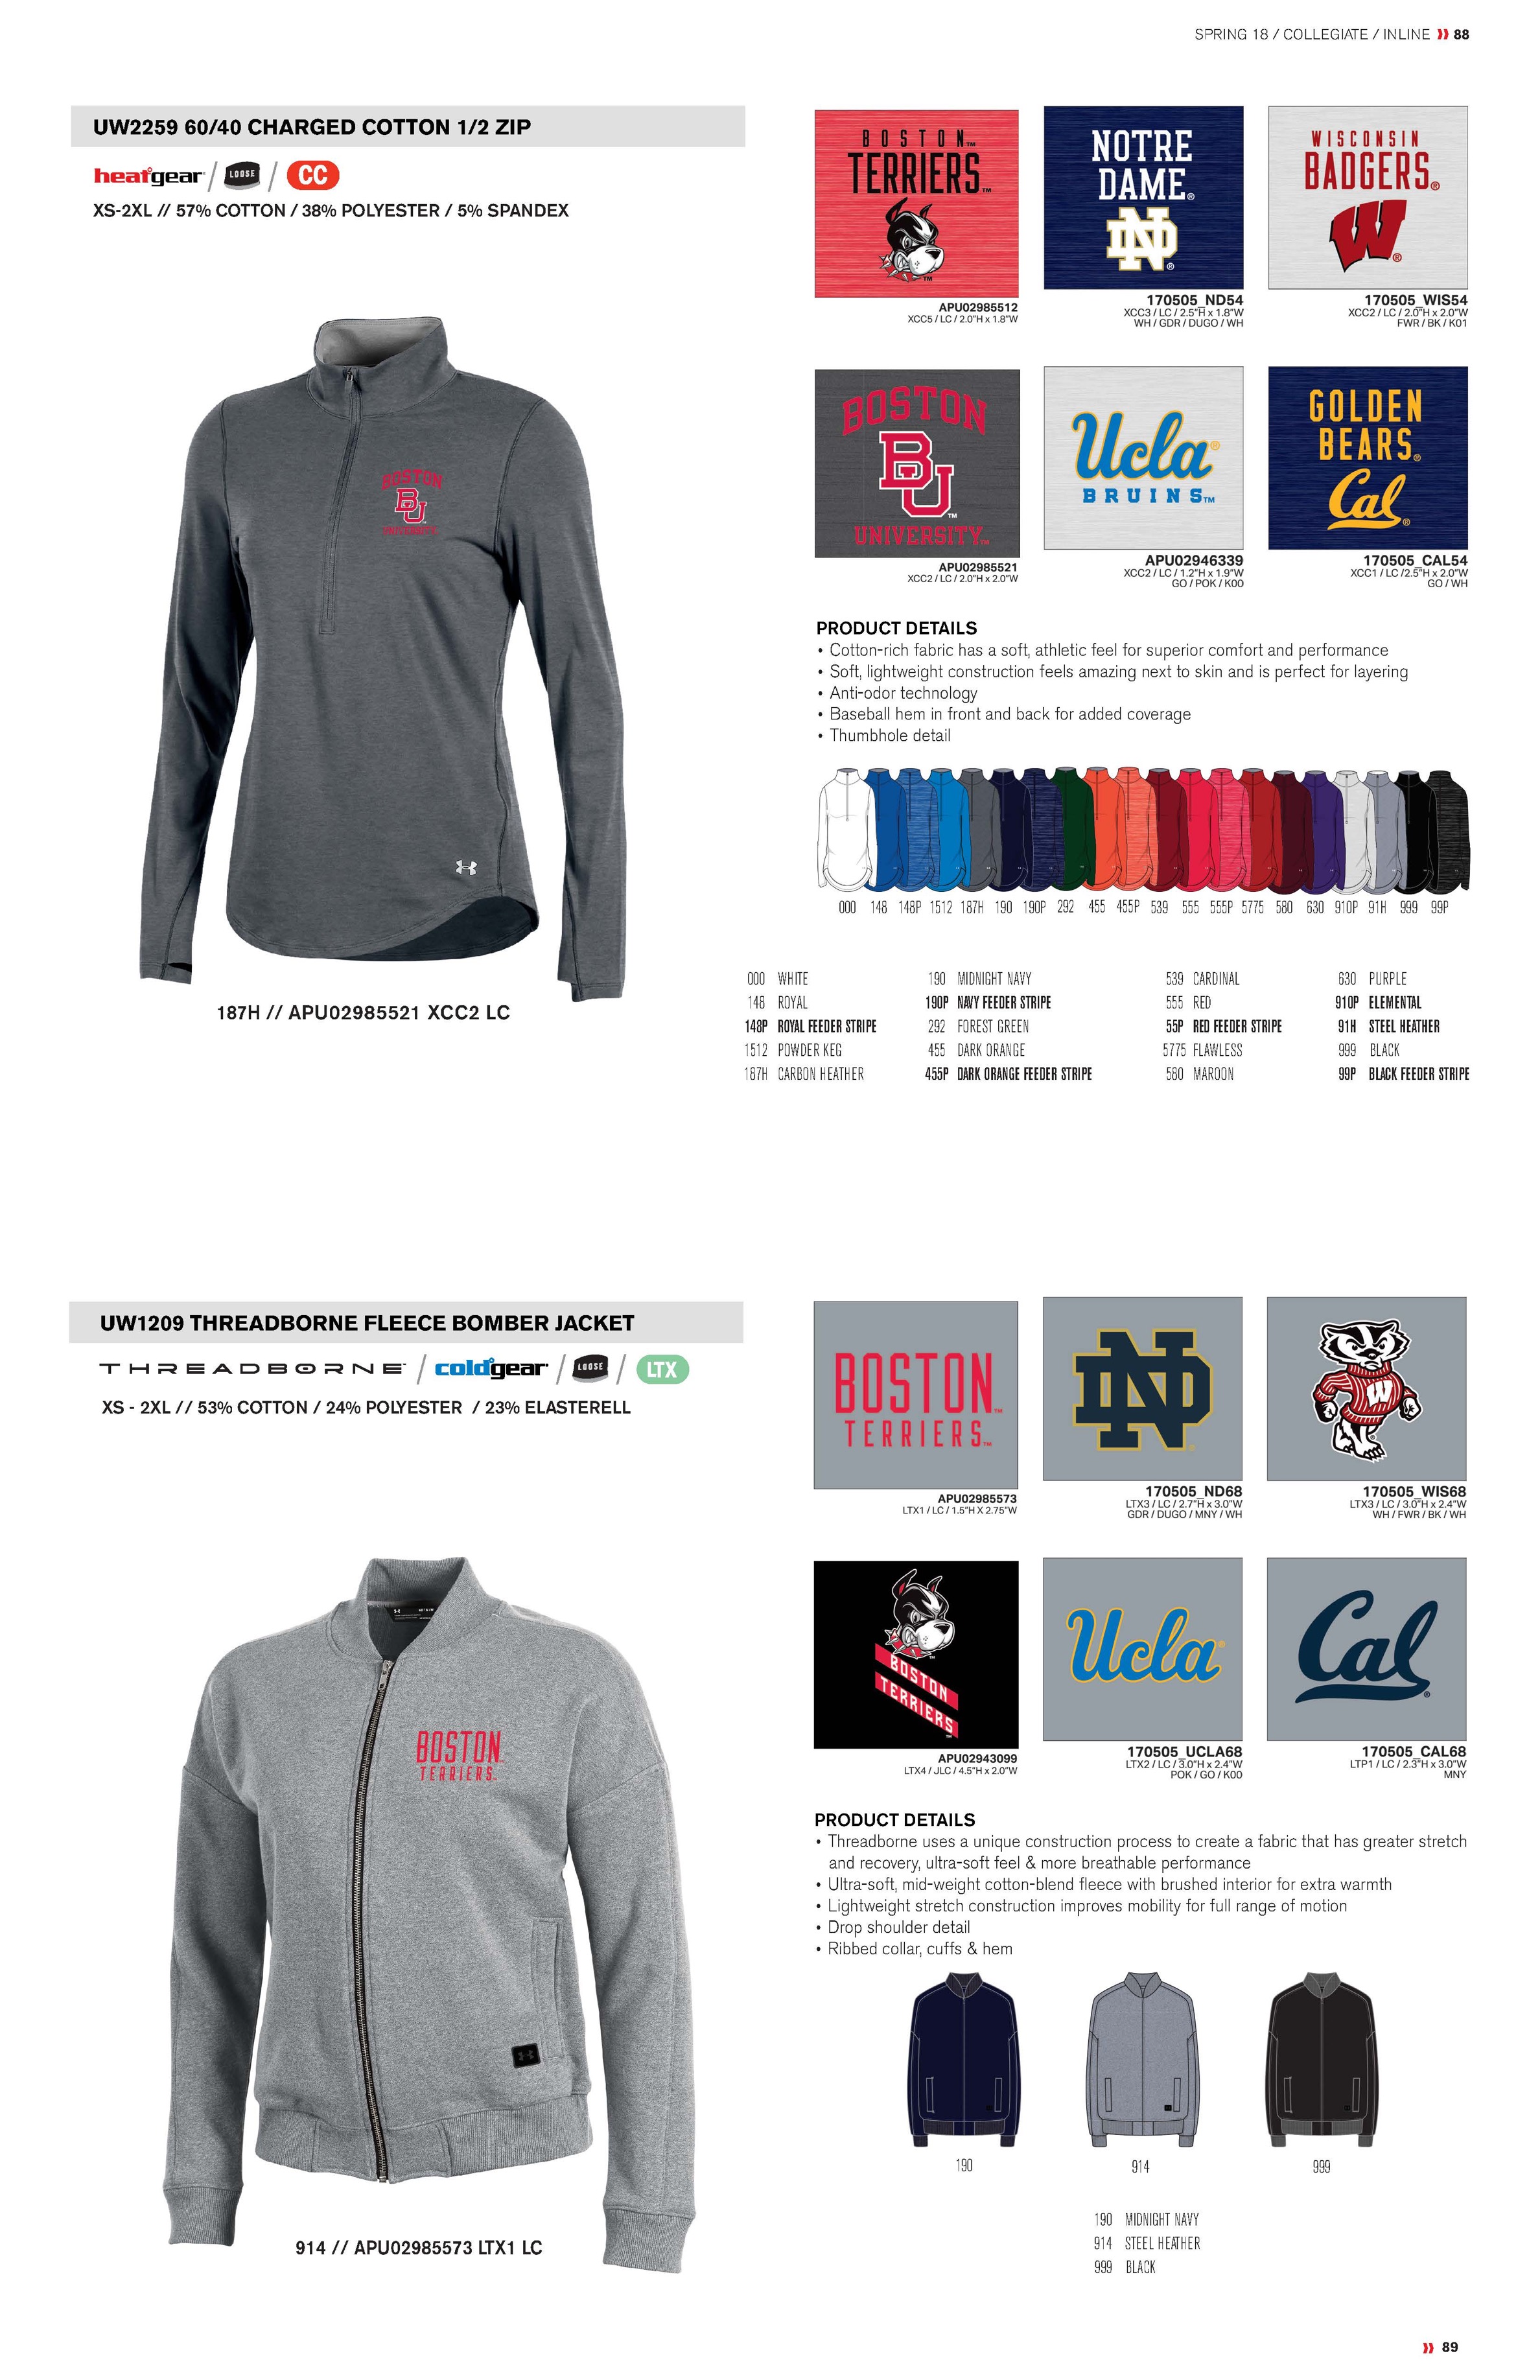 SPRING 18 / COLLEGIATE / INLINE 88
UW2259 60/40 CHARGED COTTON 1/2 ZIP
heatgear / LOOSE / CC
XS-2XL // 57% COTTON / 38% POLYESTER / 5% SPANDEX
BOSTON™
TERRIERS™
™
APU02985512
XCC5 / LC / 2.0"H x 1.8"W
NOTRE
DAME®
ND®
170505_ND54
XCC3 / LC / 2.5"H x 1.8"W
WH / GDR / DUGO / WH
WISCONSIN
BADGERS®
W®
170505_WIS54
XCC2 / LC / 2.0"H x 2.0"W
FWR / BK / K01
BOSTON
BU™
UNIVERSITY™
APU02985521
XCC2 / LC / 2.0"H x 2.0"W
Ucla®
BRUINS™
APU02946339
XCC2 / LC / 1.2"H x 1.9"W
GO / POK / K00
GOLDEN
BEARS®
Cal®
170505_CAL54
XCC1 / LC /2.5"H x 2.0"W
GO / WH
BOSTON
BU
UNIVERSITY
187H // APU02985521 XCC2 LC
PRODUCT DETAILS
• Cotton-rich fabric has a soft, athletic feel for superior comfort and performance
• Soft, lightweight construction feels amazing next to skin and is perfect for layering
• Anti-odor technology
• Baseball hem in front and back for added coverage
• Thumbhole detail
000 148 148P 1512 187H 190 190P 292 455 455P 539 555 555P 5775 580 630 910P 91H 999 99P
000 WHITE 190 MIDNIGHT NAVY 539 CARDINAL 630 PURPLE
148 ROYAL 190P NAVY FEEDER STRIPE 555 RED 910P ELEMENTAL
148P ROYAL FEEDER STRIPE 292 FOREST GREEN 55P RED FEEDER STRIPE 91H STEEL HEATHER
1512 POWDER KEG 455 DARK ORANGE 5775 FLAWLESS 999 BLACK
187H CARBON HEATHER 455P DARK ORANGE FEEDER STRIPE 580 MAROON 99P BLACK FEEDER STRIPE
UW1209 THREADBORNE FLEECE BOMBER JACKET
THREADBORNE / coldgear / LOOSE / LTX
XS - 2XL // 53% COTTON / 24% POLYESTER / 23% ELASTERELL
BOSTON™
TERRIERS™
APU02985573
LTX1 / LC / 1.5"H X 2.75"W
ND
170505_ND68
LTX3 / LC / 2.7"H x 3.0"W
GDR / DUGO / MNY / WH
W
170505_WIS68
LTX3 / LC / 3.0"H x 2.4"W
WH / FWR / BK / WH
™
BOSTON
TERRIERS
™
APU02943099
LTX4 / JLC / 4.5"H x 2.0"W
Ucla®
170505_UCLA68
LTX2 / LC / 3.0"H x 2.4"W
POK / GO / K00
Cal®
170505_CAL68
LTP1 / LC / 2.3"H x 3.0"W
MNY
BOSTON
TERRIERS
914 // APU02985573 LTX1 LC
PRODUCT DETAILS
• Threadborne uses a unique construction process to create a fabric that has greater stretch
and recovery, ultra-soft feel & more breathable performance
• Ultra-soft, mid-weight cotton-blend fleece with brushed interior for extra warmth
• Lightweight stretch construction improves mobility for full range of motion
• Drop shoulder detail
• Ribbed collar, cuffs & hem
190 914 999
190 MIDNIGHT NAVY
914 STEEL HEATHER
999 BLACK
89